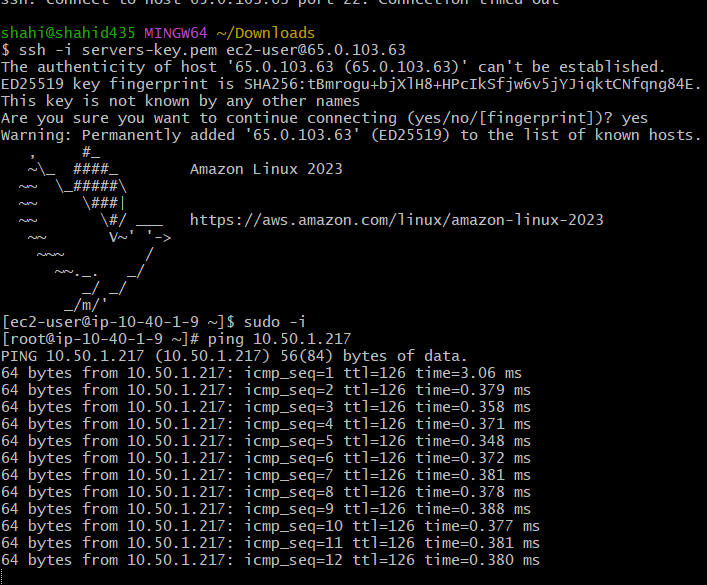 ssh: connect to host 65.0.103.63 port 22: Connection timed out
shahi@shahid435 MINGW64 ~/Downloads
$ ssh -i servers-key.pem ec2-user@65.0.103.63
The authenticity of host '65.0.103.63 (65.0.103.63)' can't be established.
ED25519 key fingerprint is SHA256:tBmrogu+bjXlH8+HPcIkSfjw6v5jYJiqktCNfqng84E.
This key is not known by any other names
Are you sure you want to continue connecting (yes/no/[fingerprint])? yes
Warning: Permanently added '65.0.103.63' (ED25519) to the list of known hosts.
   ,     #_
   ~\_  ####_        Amazon Linux 2023
  ~~  \_#####\
  ~~     \###|
  ~~       \#/ ___   https://aws.amazon.com/linux/amazon-linux-2023
   ~~       V~' '->
    ~~~         /
      ~~._.   _/
         _/ _/
       _/m/'
[ec2-user@ip-10-40-1-9 ~]$ sudo -i
[root@ip-10-40-1-9 ~]# ping 10.50.1.217
PING 10.50.1.217 (10.50.1.217) 56(84) bytes of data.
64 bytes from 10.50.1.217: icmp_seq=1 ttl=126 time=3.06 ms
64 bytes from 10.50.1.217: icmp_seq=2 ttl=126 time=0.379 ms
64 bytes from 10.50.1.217: icmp_seq=3 ttl=126 time=0.358 ms
64 bytes from 10.50.1.217: icmp_seq=4 ttl=126 time=0.371 ms
64 bytes from 10.50.1.217: icmp_seq=5 ttl=126 time=0.348 ms
64 bytes from 10.50.1.217: icmp_seq=6 ttl=126 time=0.372 ms
64 bytes from 10.50.1.217: icmp_seq=7 ttl=126 time=0.381 ms
64 bytes from 10.50.1.217: icmp_seq=8 ttl=126 time=0.378 ms
64 bytes from 10.50.1.217: icmp_seq=9 ttl=126 time=0.388 ms
64 bytes from 10.50.1.217: icmp_seq=10 ttl=126 time=0.377 ms
64 bytes from 10.50.1.217: icmp_seq=11 ttl=126 time=0.381 ms
64 bytes from 10.50.1.217: icmp_seq=12 ttl=126 time=0.380 ms